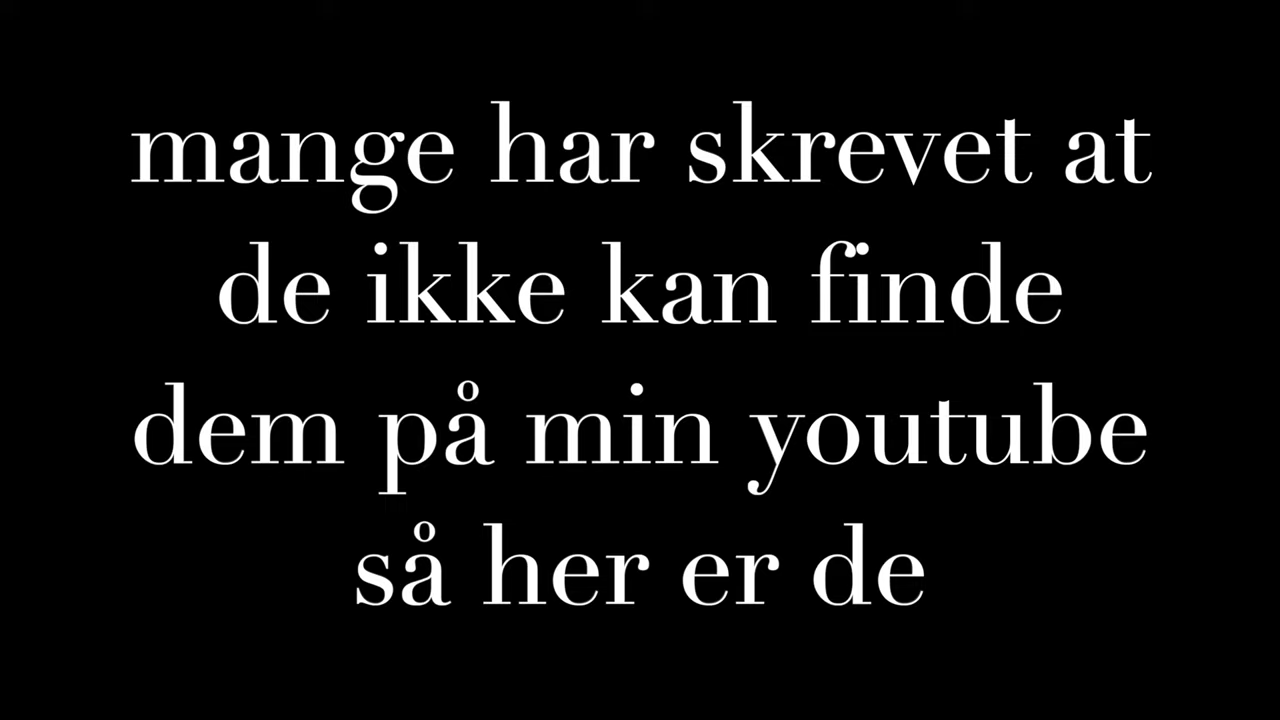 mange har skrevet at
de ikke kan finde
dem på min youtube
så her er de